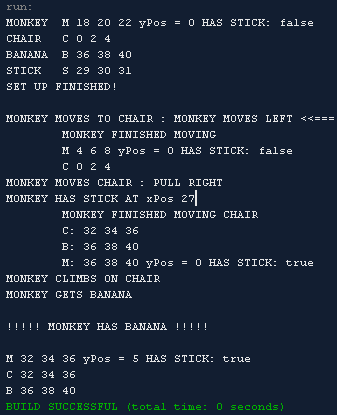 run:
MONKEY M 18 20 22 yPos = 0 HAS STICK: false
CHAIR C 0 2 4
BANANA B 36 38 40
STICK S 29 30 31
SET UP FINISHED!
MONKEY MOVES TO CHAIR : MONKEY MOVES LEFT <<===
MONKEY FINISHED MOVING
M 4 6 8 yPos = 0 HAS STICK: false
C 0 2 4
MONKEY MOVES CHAIR : PULL RIGHT
MONKEY HAS STICK AT xPos 27
MONKEY FINISHED MOVING CHAIR
C: 32 34 36
B: 36 38 40
M: 36 38 40 yPos = 0 HAS STICK: true
MONKEY CLIMBS ON CHAIR
MONKEY GETS BANANA
!!!!! MONKEY HAS BANANA !!!!!
M 32 34 36 yPos = 5 HAS STICK: true
C 32 34 36
B 36 38 40
BUILD SUCCESSFUL (total time: 0 seconds)